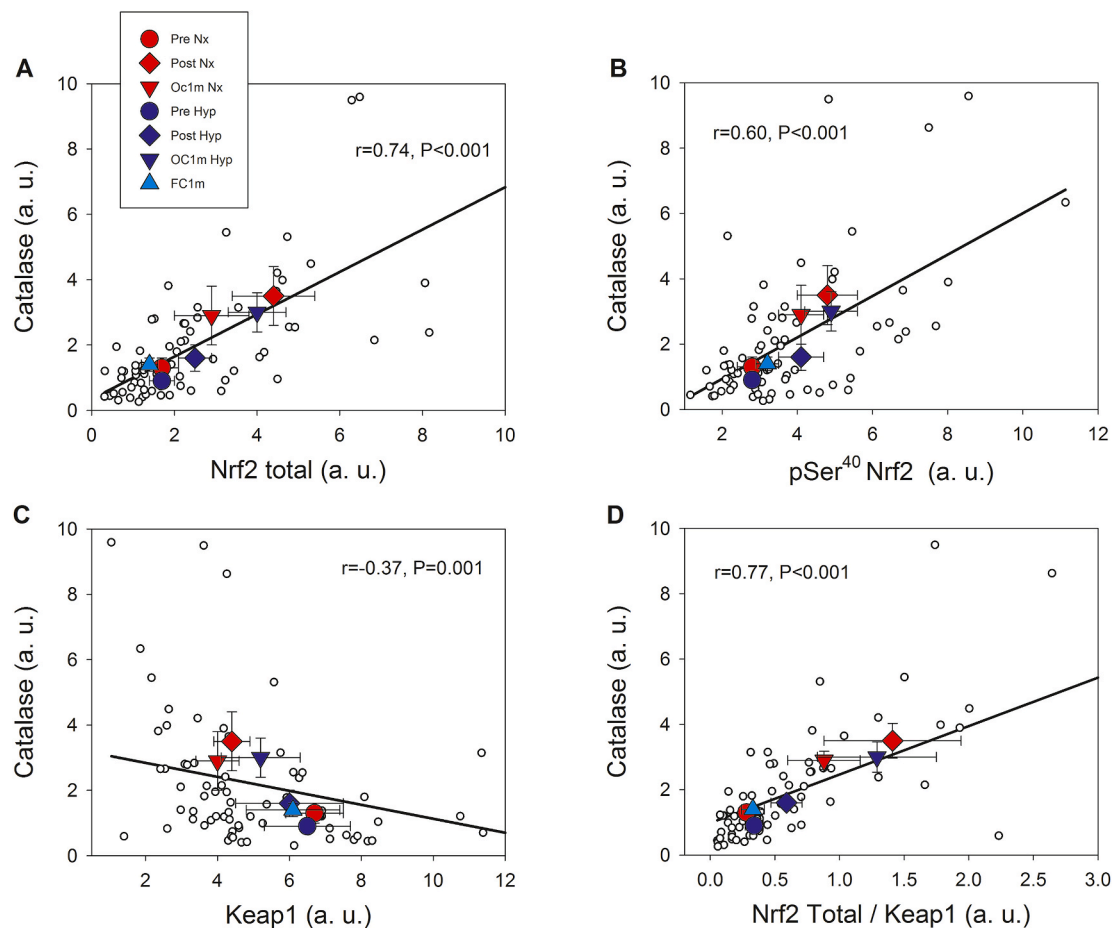 A
Pre Nx
Post Nx
Oc1m Nx
Pre Hyp
Post Hyp
OC1m Hyp
FC1m
r=0.74, P<0.001
Catalase (a. u.)
10
8
6
4
2
0
0 2 4 6 8 10
Nrf2 total (a. u.)
B
r=0.60, P<0.001
Catalase (a. u.)
10
8
6
4
2
0
2 4 6 8 10 12
pSer⁴⁰ Nrf2 (a. u.)
C
r=-0.37, P=0.001
Catalase (a. u.)
10
8
6
4
2
0
2 4 6 8 10 12
Keap1 (a. u.)
D
r=0.77, P<0.001
Catalase (a. u.)
10
8
6
4
2
0
0.0 0.5 1.0 1.5 2.0 2.5 3.0
Nrf2 Total / Keap1 (a. u.)